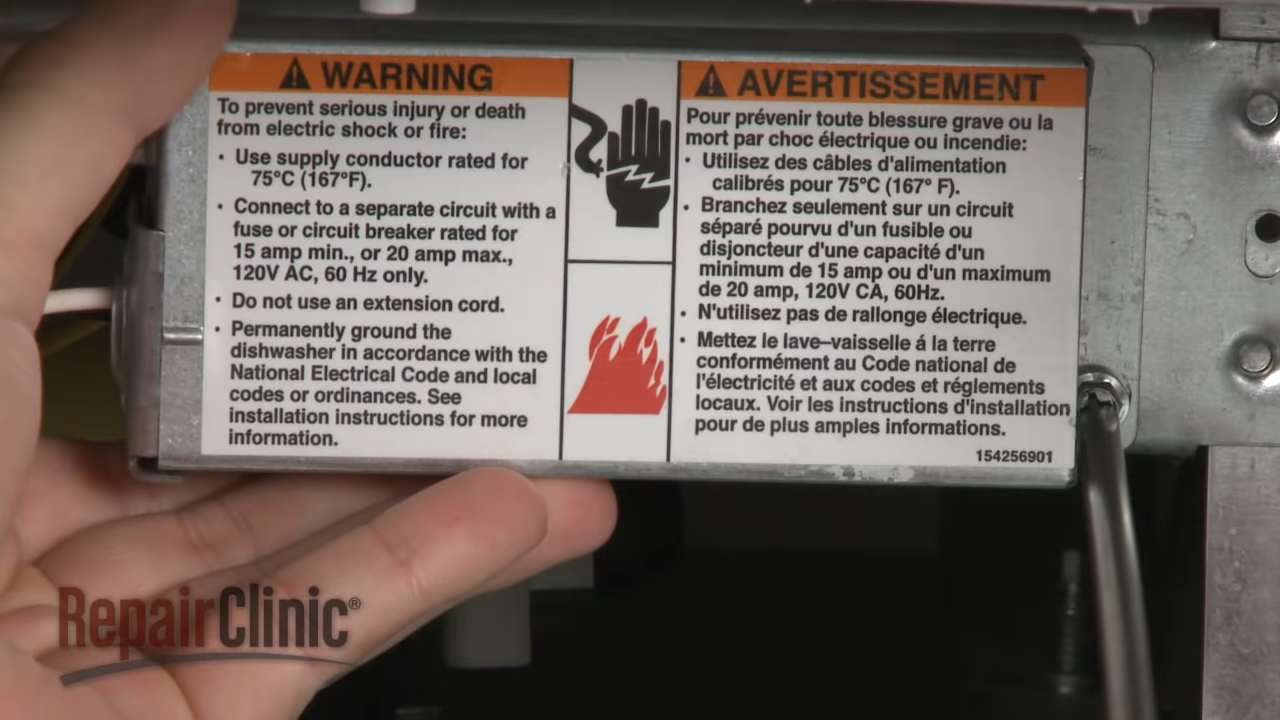 WARNING
To prevent serious injury or death
from electric shock or fire:
• Use supply conductor rated for
75°C (167°F).
• Connect to a separate circuit with a
fuse or circuit breaker rated for
15 amp min., or 20 amp max.,
120V AC, 60 Hz only.
• Do not use an extension cord.
• Permanently ground the
dishwasher in accordance with the
National Electrical Code and local
codes or ordinances. See
installation instructions for more
information.
AVERTISSEMENT
Pour prévenir toute blessure grave ou la
mort par choc électrique ou incendie:
• Utilisez des câbles d'alimentation
calibrés pour 75°C (167° F).
• Branchez seulement sur un circuit
séparé pourvu d'un fusible ou
disjoncteur d'une capacité d'un
minimum de 15 amp ou d'un maximum
de 20 amp, 120V CA, 60Hz.
• N'utilisez pas de rallonge électrique.
• Mettez le lave–vaisselle á la terre
conformément au Code national de
l'électricité et aux codes et réglements
locaux. Voir les instructions d'installation
pour de plus amples informations.
154256901
RepairClinic®